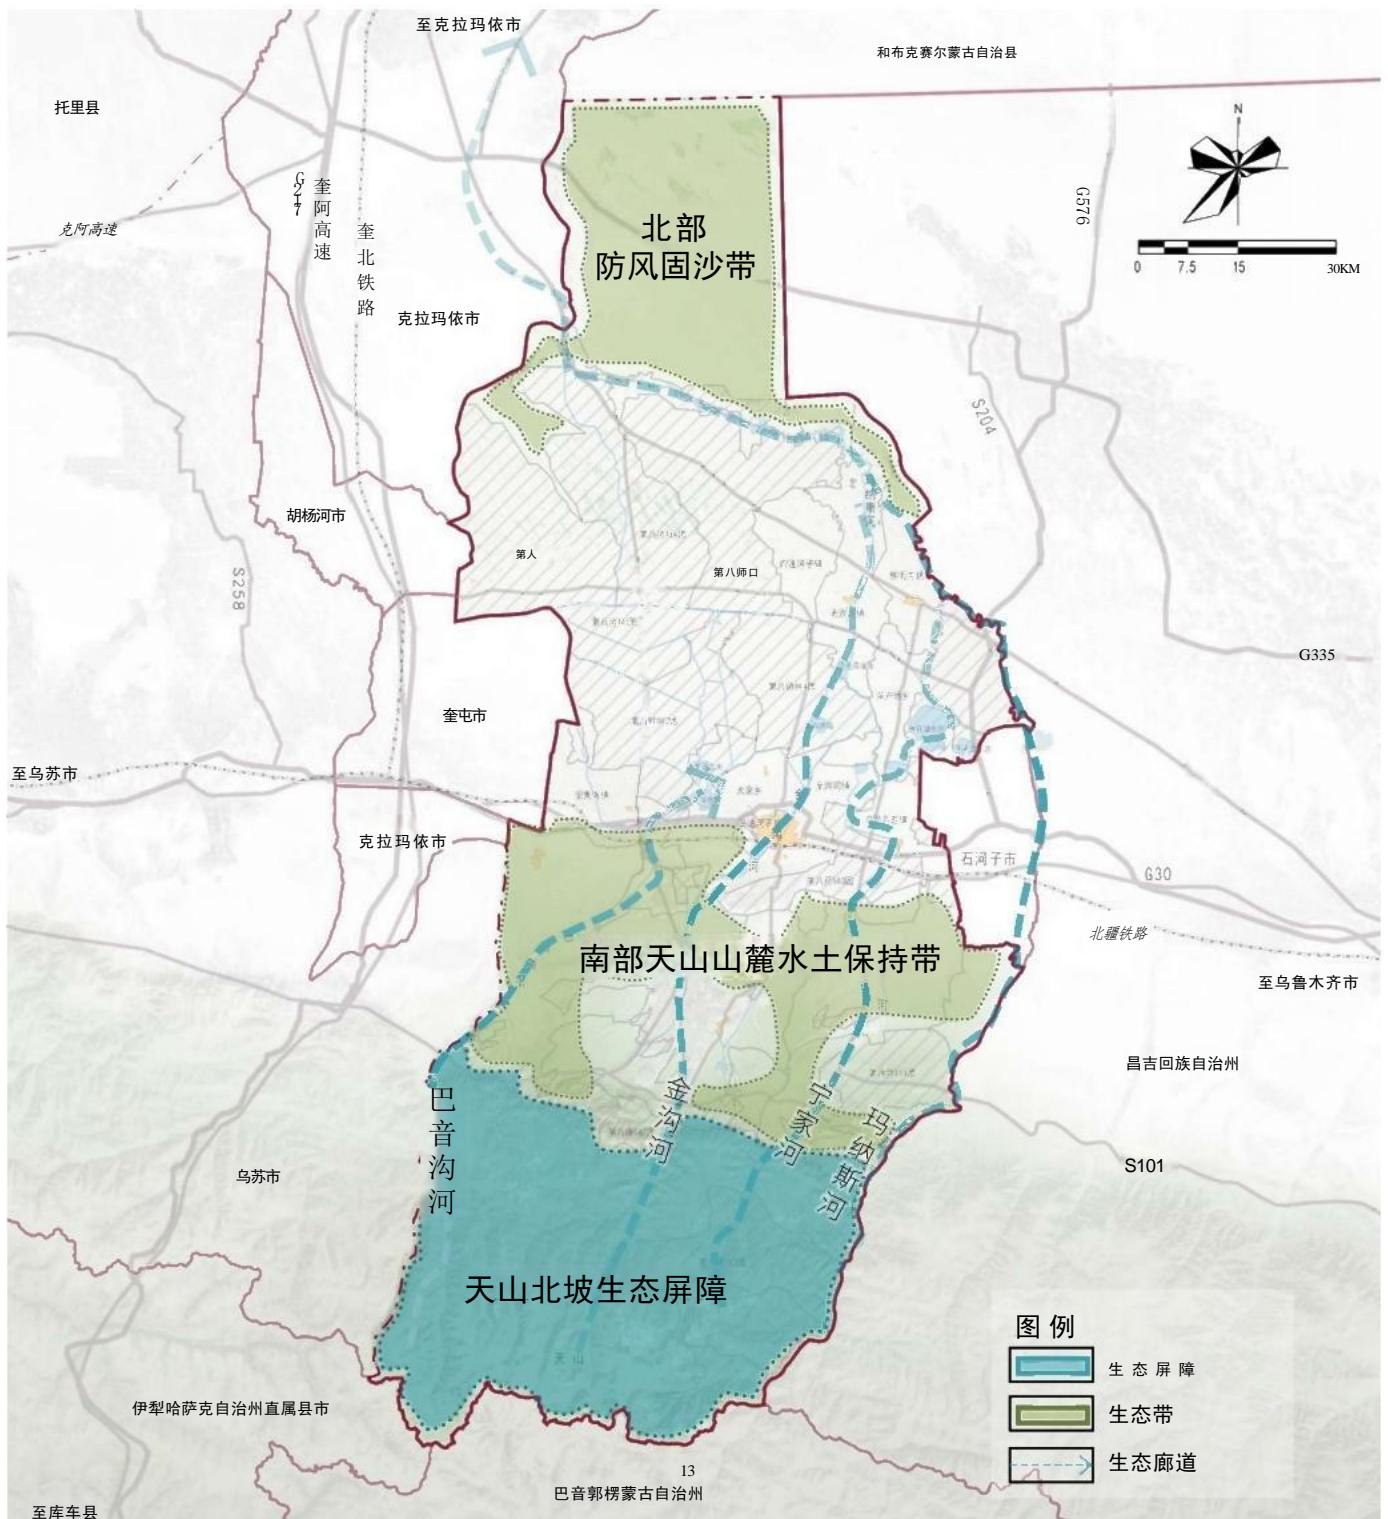 至克拉玛依市
和布克赛尔蒙古自治县
托里县
N
G217
奎阿高速
G576
克阿高速
奎北铁路
北部
防风固沙带
0 7.5 15 30KM
克拉玛依市
S204
胡杨河市
第人
第八师口
S258
G335
奎屯市
至乌苏市
克拉玛依市
石河子市
G30
北疆铁路
南部天山山麓水土保持带
至乌鲁木齐市
河
河
昌吉回族自治州
巴音沟河
金沟河
宁家河
玛纳斯河
S101
乌苏市
天山北坡生态屏障
图例
天山
生态屏障
伊犁哈萨克自治州直属县市
生态带
生态廊道
13
巴音郭楞蒙古自治州
至库车县